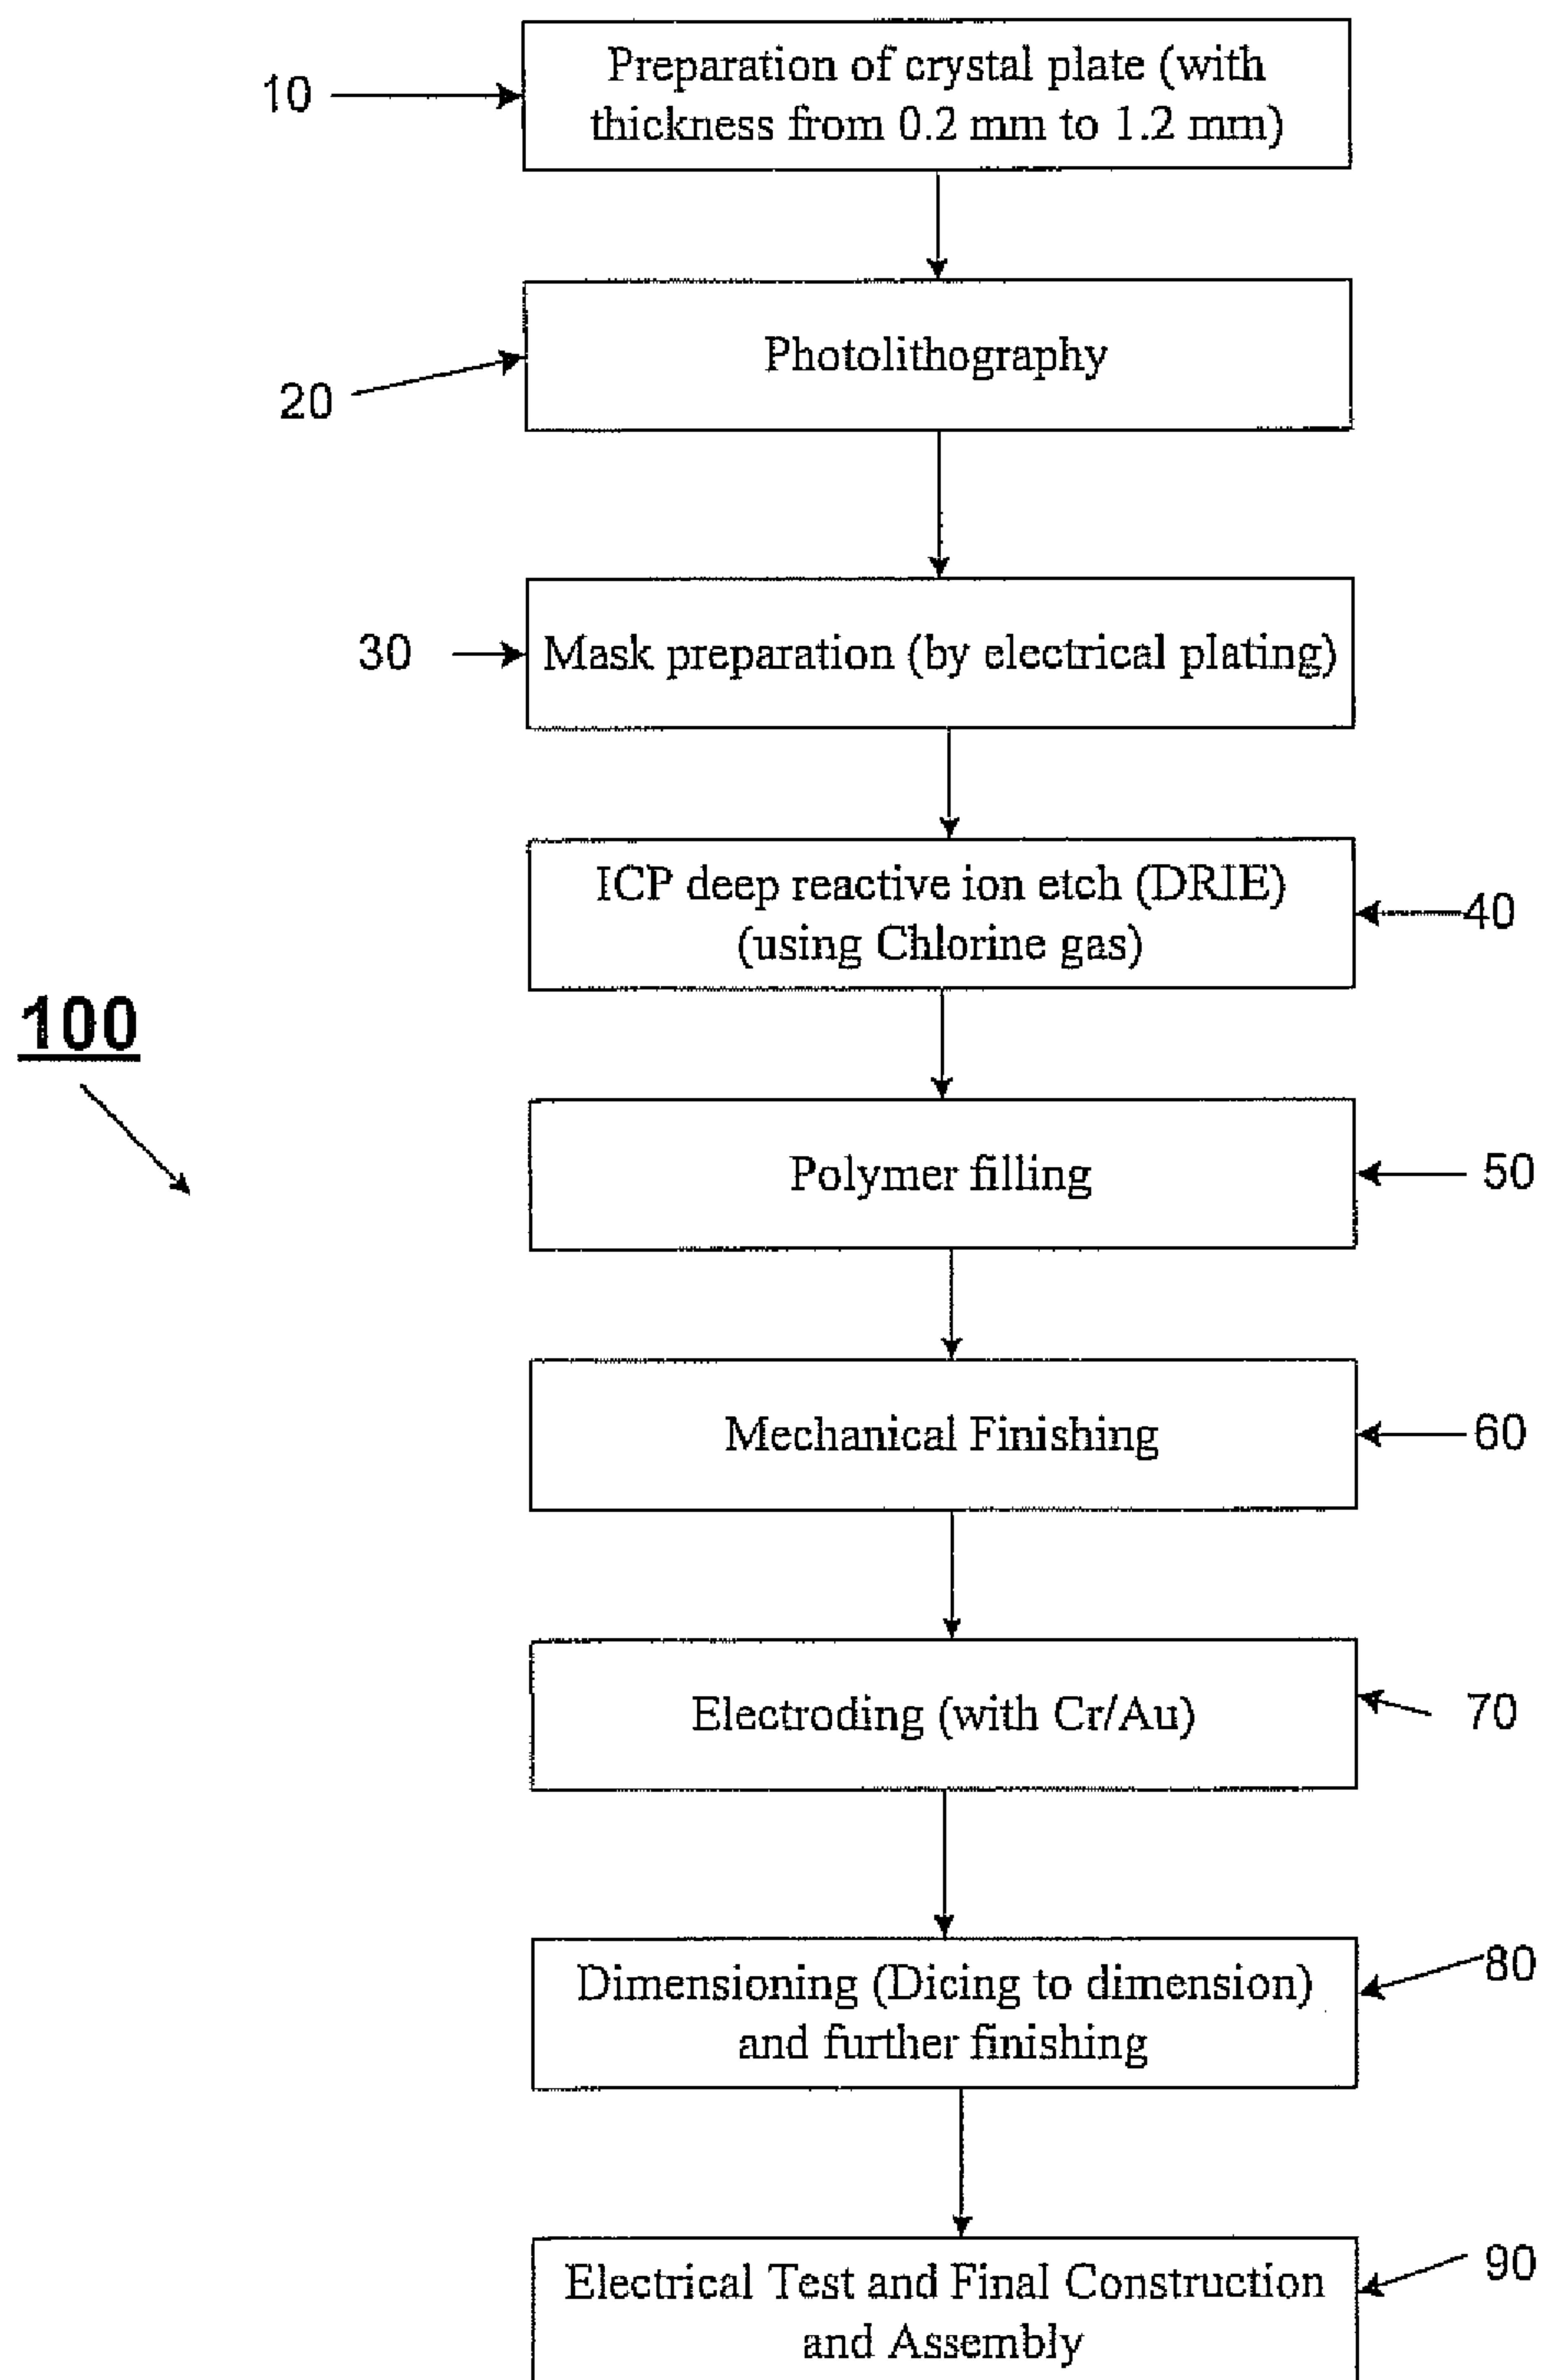 10
Preparation of crystal plate (with
thickness from 0.2 mm to 1.2 mm)
20
Photolithography
30
Mask preparation (by electrical plating)
ICP deep reactive ion etch (DRIE)
(using Chlorine gas)
40
100
Polymer filling
50
Mechanical Finishing
60
Electroding (with Cr/Au)
70
Dimensioning (Dicing to dimension)
and further finishing
80
Electrical Test and Final Construction
and Assembly
90